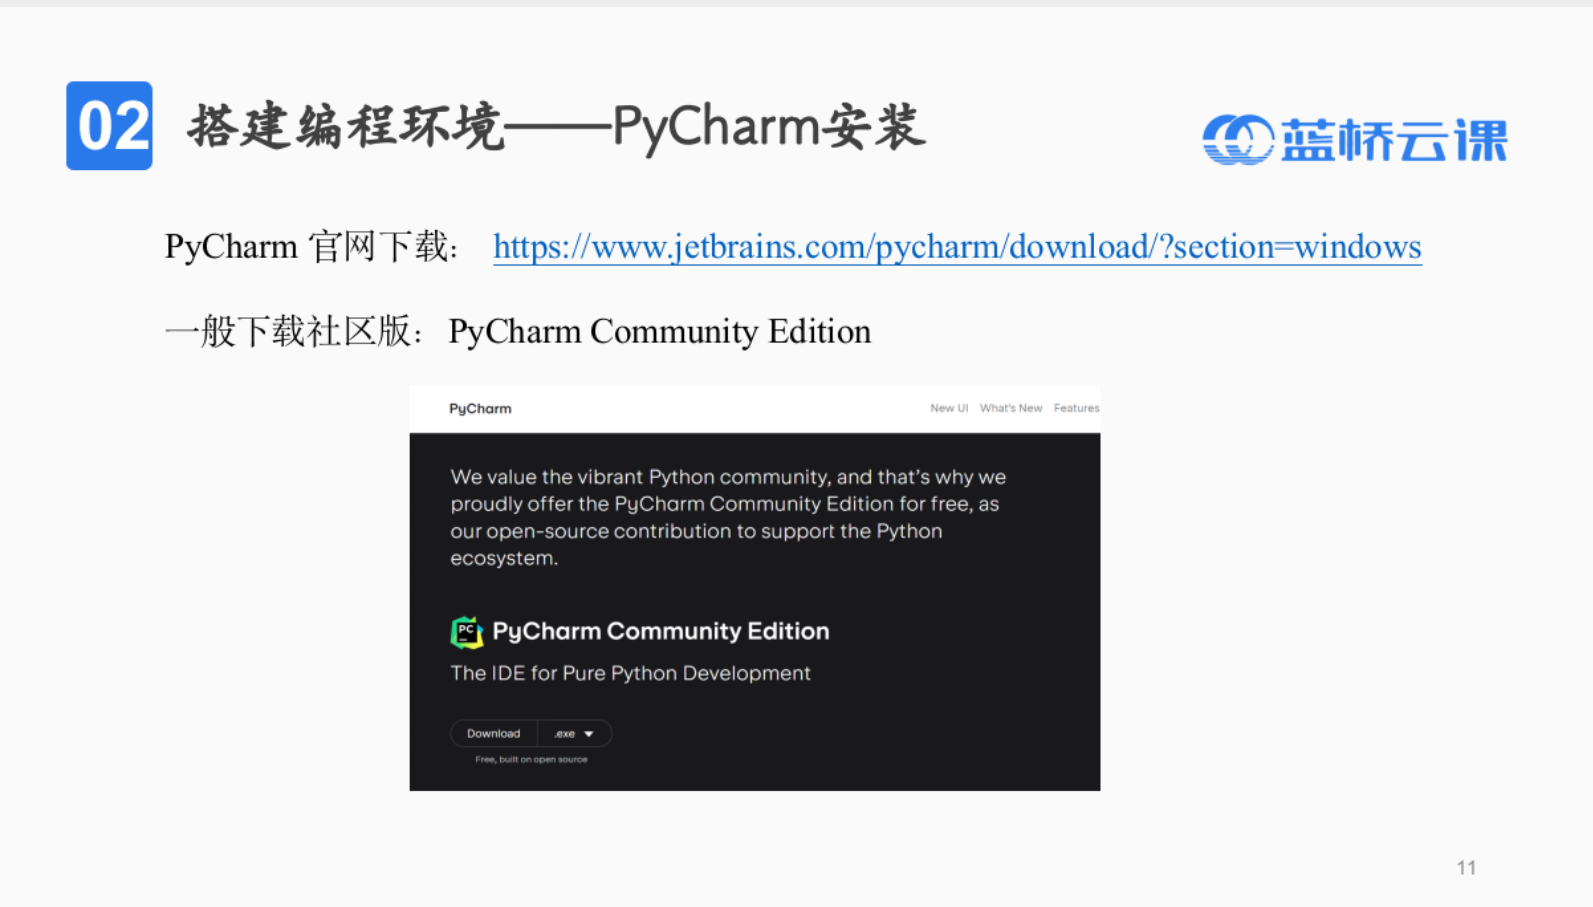 02 搭建编程环境——PyCharm安装
蓝桥云课
PyCharm 官网下载： https://www.jetbrains.com/pycharm/download/?section=windows
一般下载社区版： PyCharm Community Edition
PyCharm New UI What's New Features
We value the vibrant Python community, and that's why we
proudly offer the PyCharm Community Edition for free, as
our open-source contribution to support the Python
ecosystem.
PC PyCharm Community Edition
The IDE for Pure Python Development
Download .exe
Free, built on open source
11